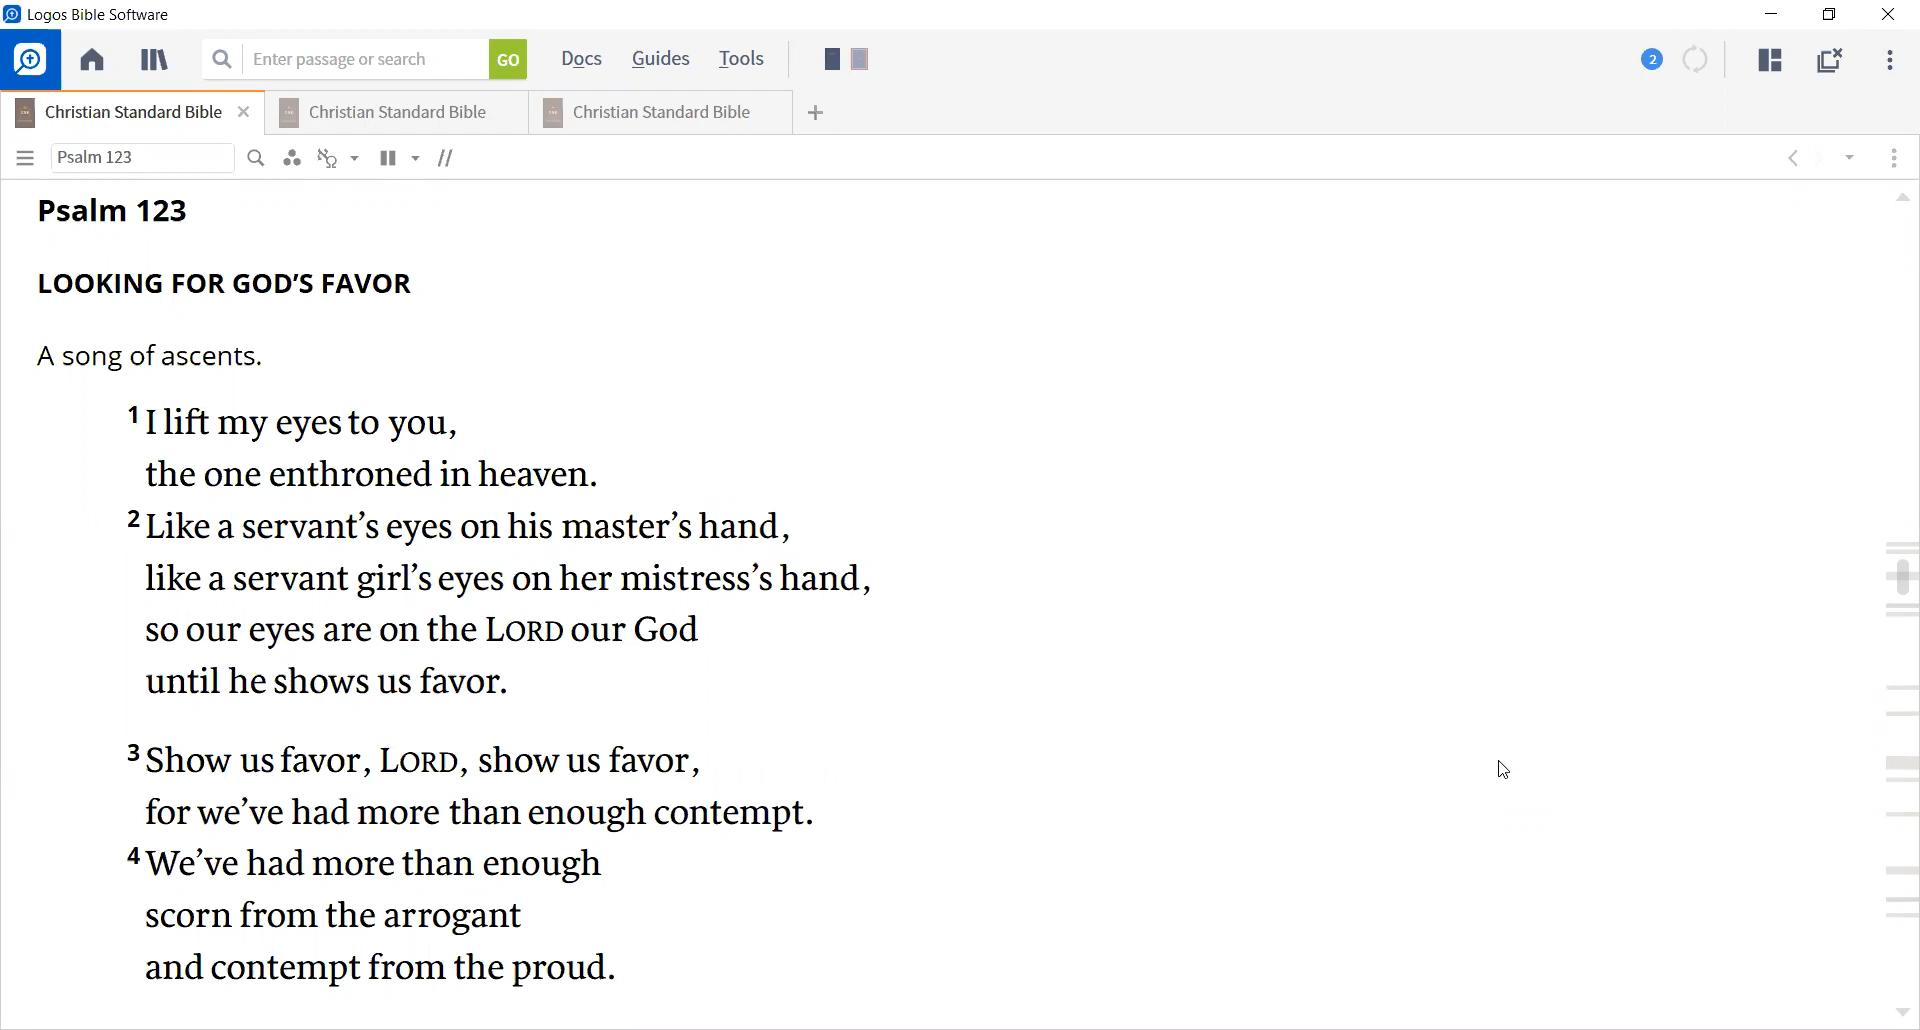 Logos Bible Software
Enter passage or search GO Docs Guides Tools 2
Christian Standard Bible Christian Standard Bible Christian Standard Bible
Psalm 123
Psalm 123
LOOKING FOR GOD’S FAVOR
A song of ascents.
1 I lift my eyes to you,
the one enthroned in heaven.
2 Like a servant’s eyes on his master’s hand,
like a servant girl’s eyes on her mistress’s hand,
so our eyes are on the LORD our God
until he shows us favor.
3 Show us favor, LORD, show us favor,
for we’ve had more than enough contempt.
4 We’ve had more than enough
scorn from the arrogant
and contempt from the proud.